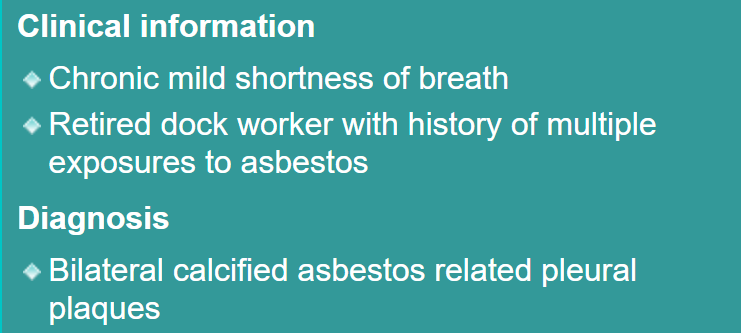 Clinical information
Chronic mild shortness of breath
Retired dock worker with history of multiple
exposures to asbestos
Diagnosis
Bilateral calcified asbestos related pleural
plaques